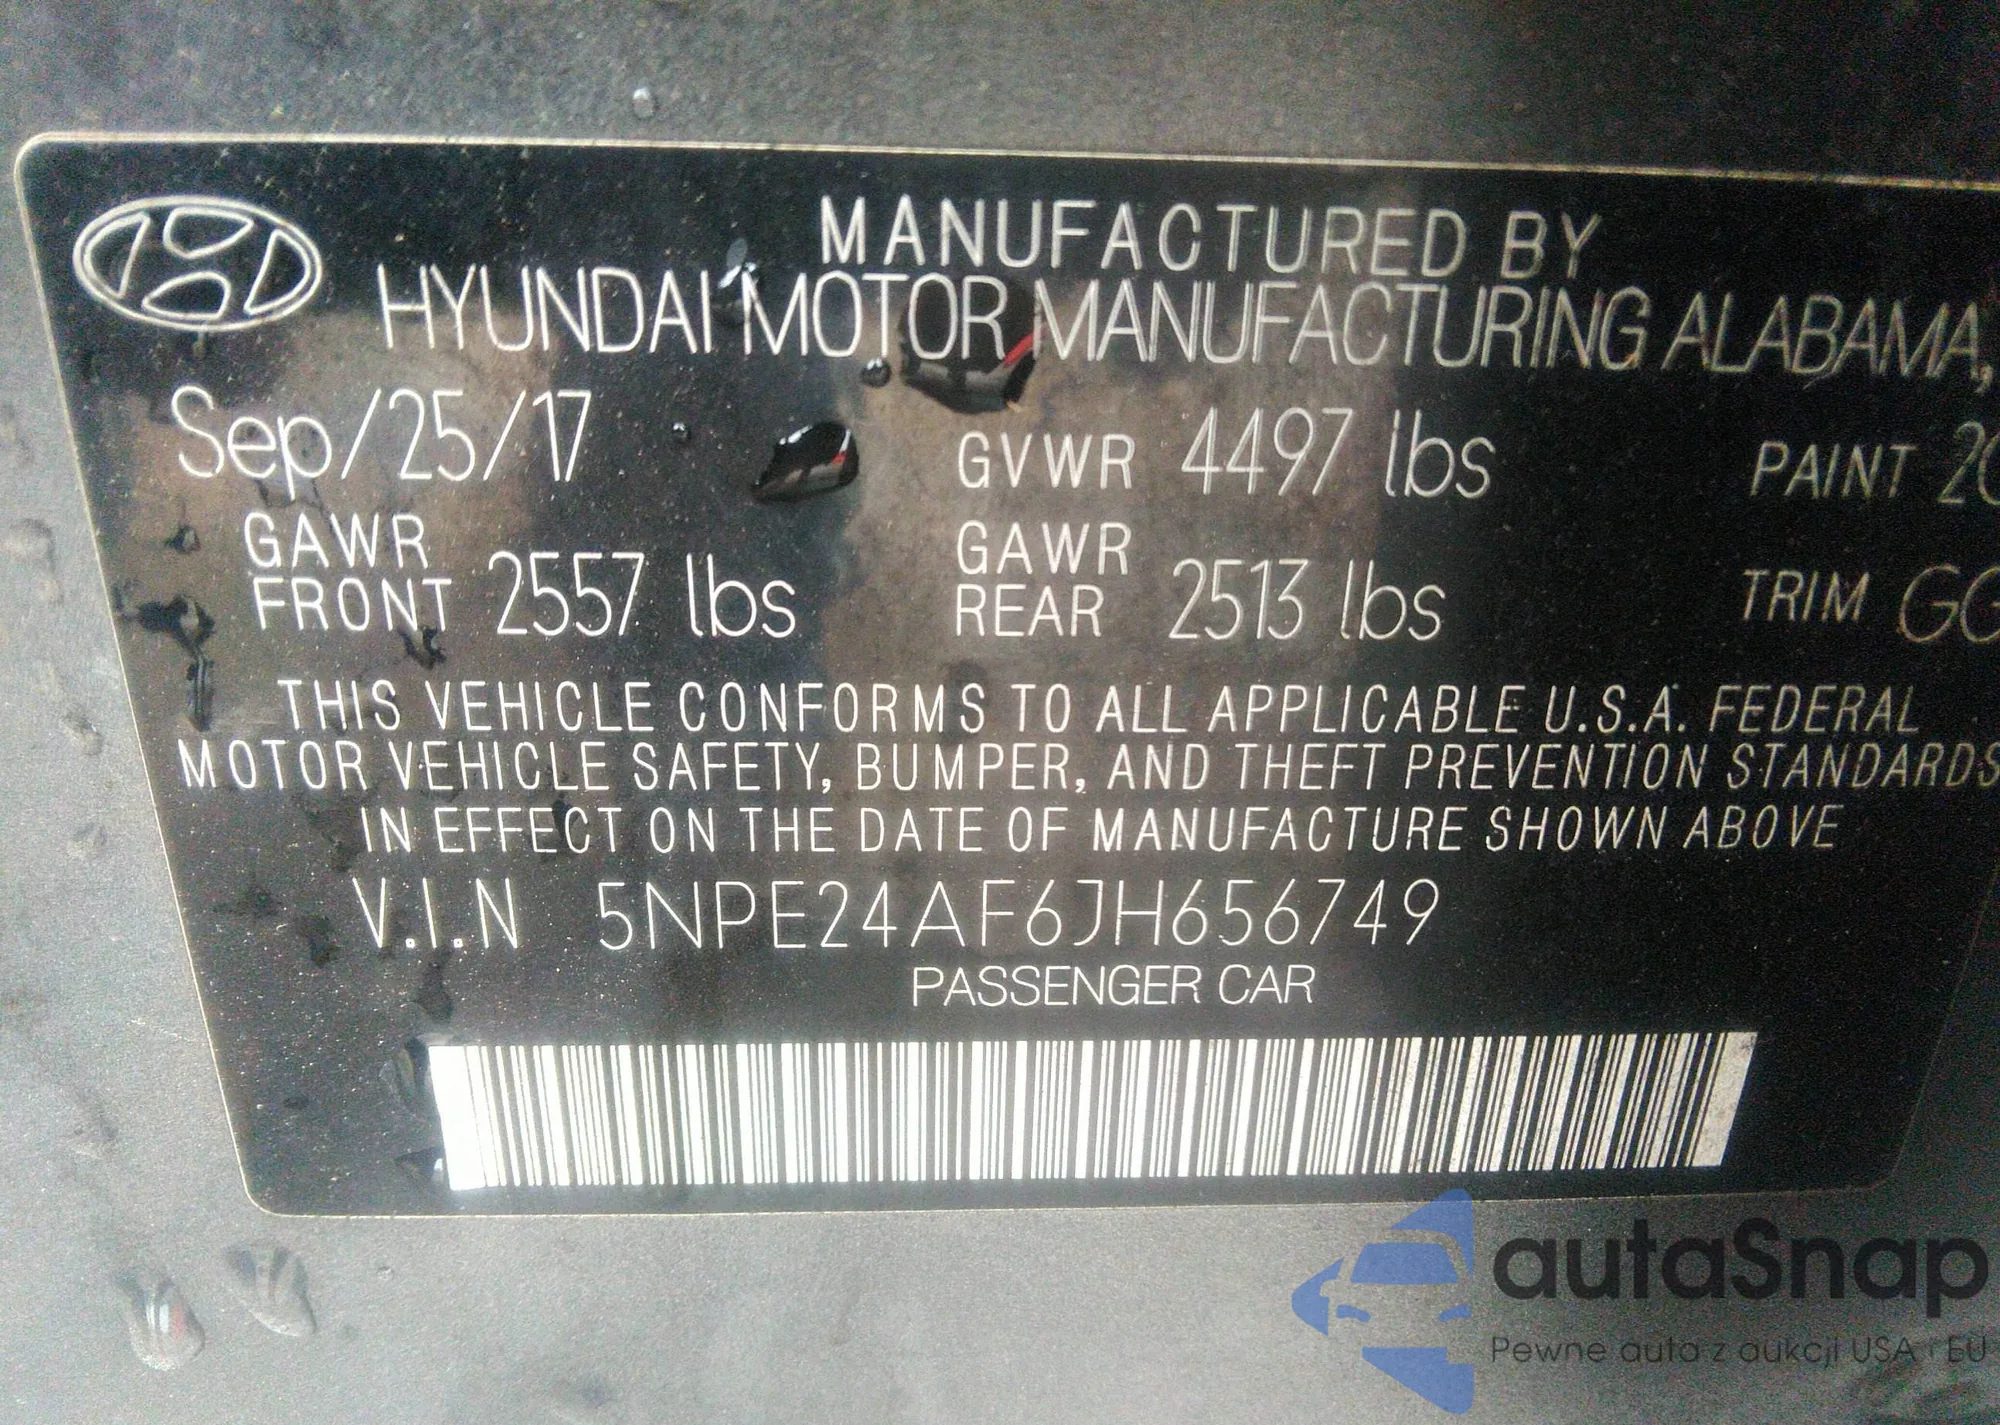 MANUFACTURED BY
HYUNDAI MOTOR MANUFACTURING ALABAMA,
Sep/25/17 GVWR 4497 lbs PAINT
GAWR FRONT 2557 lbs GAWR REAR 2513 lbs TRIM
THIS VEHICLE CONFORMS TO ALL APPLICABLE U.S.A. FEDERAL
MOTOR VEHICLE SAFETY, BUMPER, AND THEFT PREVENTION STANDARDS
IN EFFECT ON THE DATE OF MANUFACTURE SHOWN ABOVE
V.I.N 5NPE24AF6JH656749
PASSENGER CAR
autaSnap
Pewne auta z aukcji USA i EU